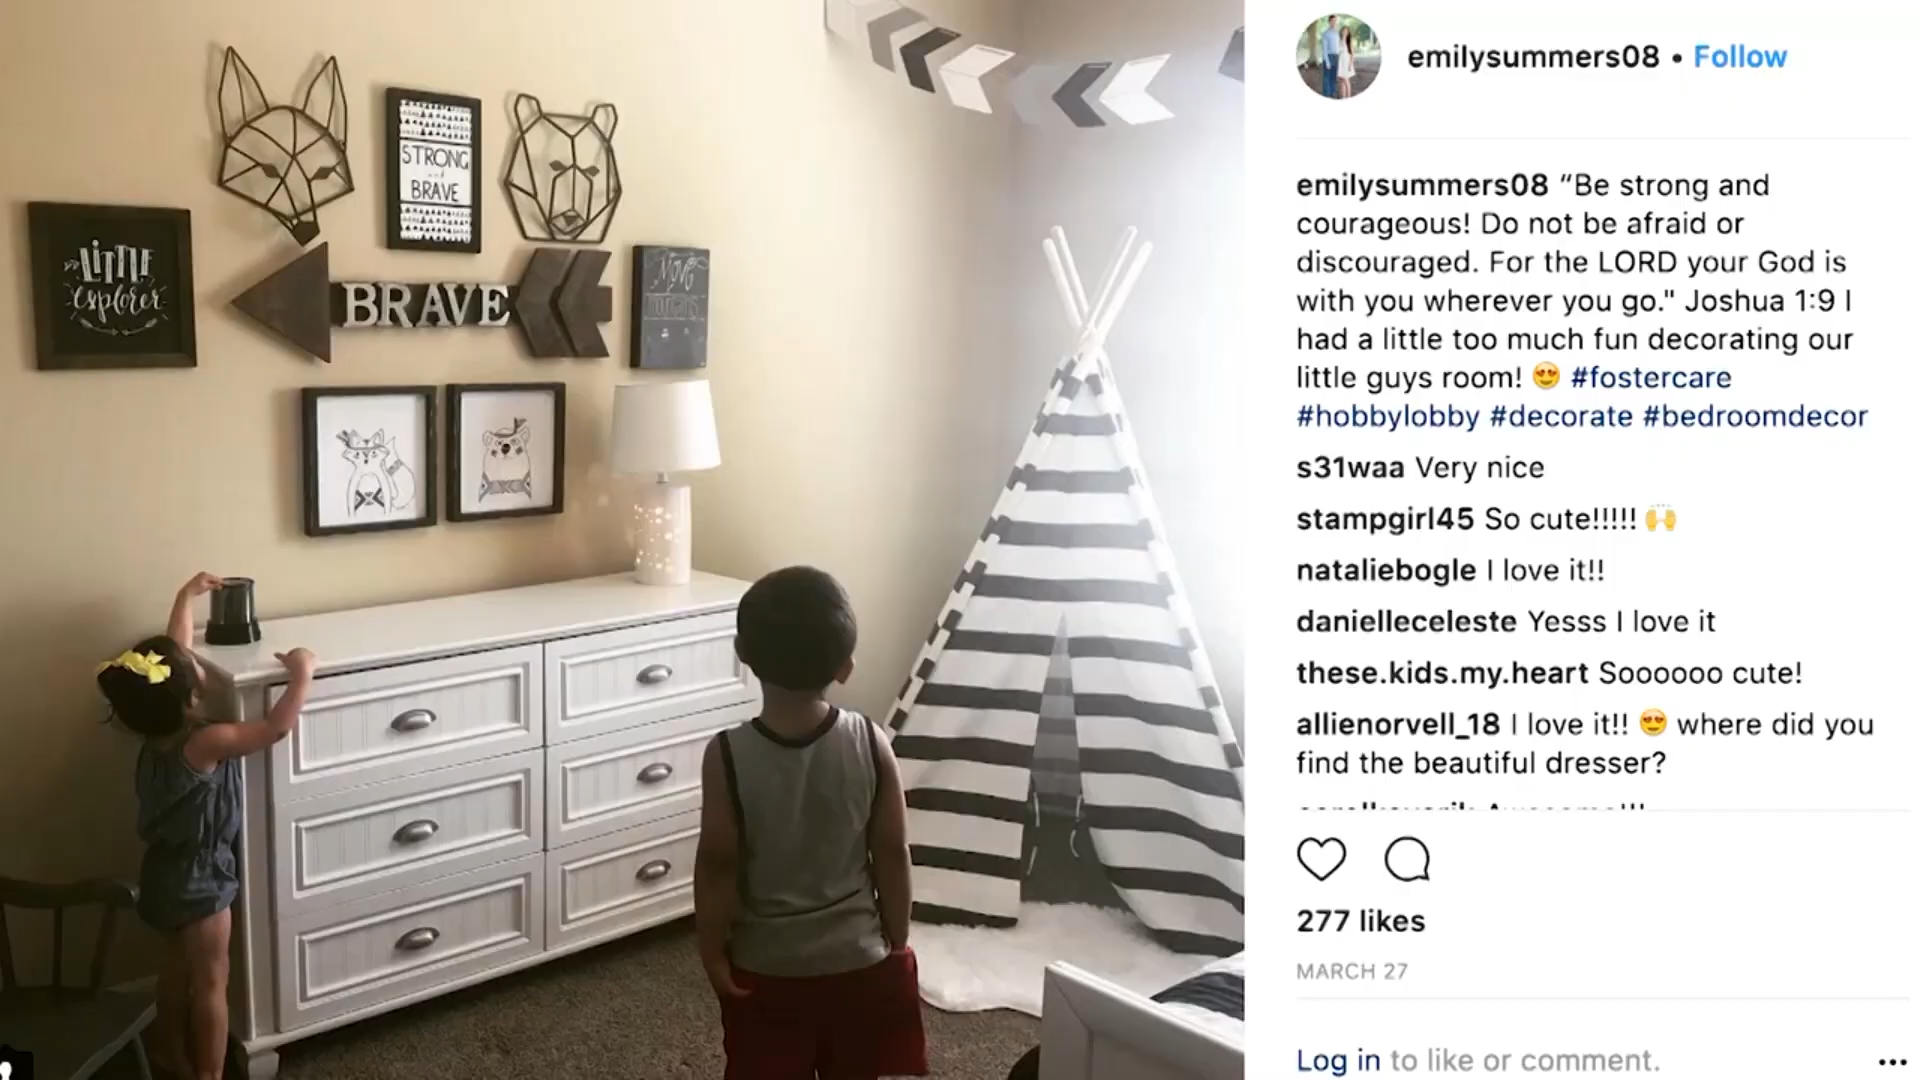 LiTTlE
explorer
STRONG
and
BRAVE
BRAVE
MOVE
emilysummers08 • Follow
emilysummers08 “Be strong and
courageous! Do not be afraid or
discouraged. For the LORD your God is
with you wherever you go." Joshua 1:9 I
had a little too much fun decorating our
little guys room! 😍 #fostercare
#hobbylobby #decorate #bedroomdecor
s31waa Very nice
stampgirl45 So cute!!!!! 🙌
nataliebogle I love it!!
danielleceleste Yesss I love it
these.kids.my.heart Soooooo cute!
allienorvell_18 I love it!! 😍 where did you
find the beautiful dresser?
277 likes
MARCH 27
Log in to like or comment.